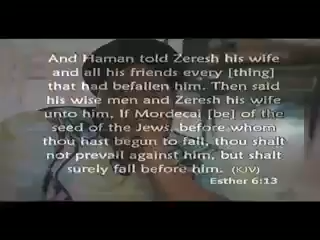 And Haman told Zeresh his wife
and all his friends every [thing]
that had befallen him. Then said
his wise men and Zeresh his wife
unto him, If Mordecai [be] of the
seed of the Jews, before whom
thou hast begun to fall, thou shalt
not prevail against him, but shalt
surely fall before him. (KJV)
Esther 6:13